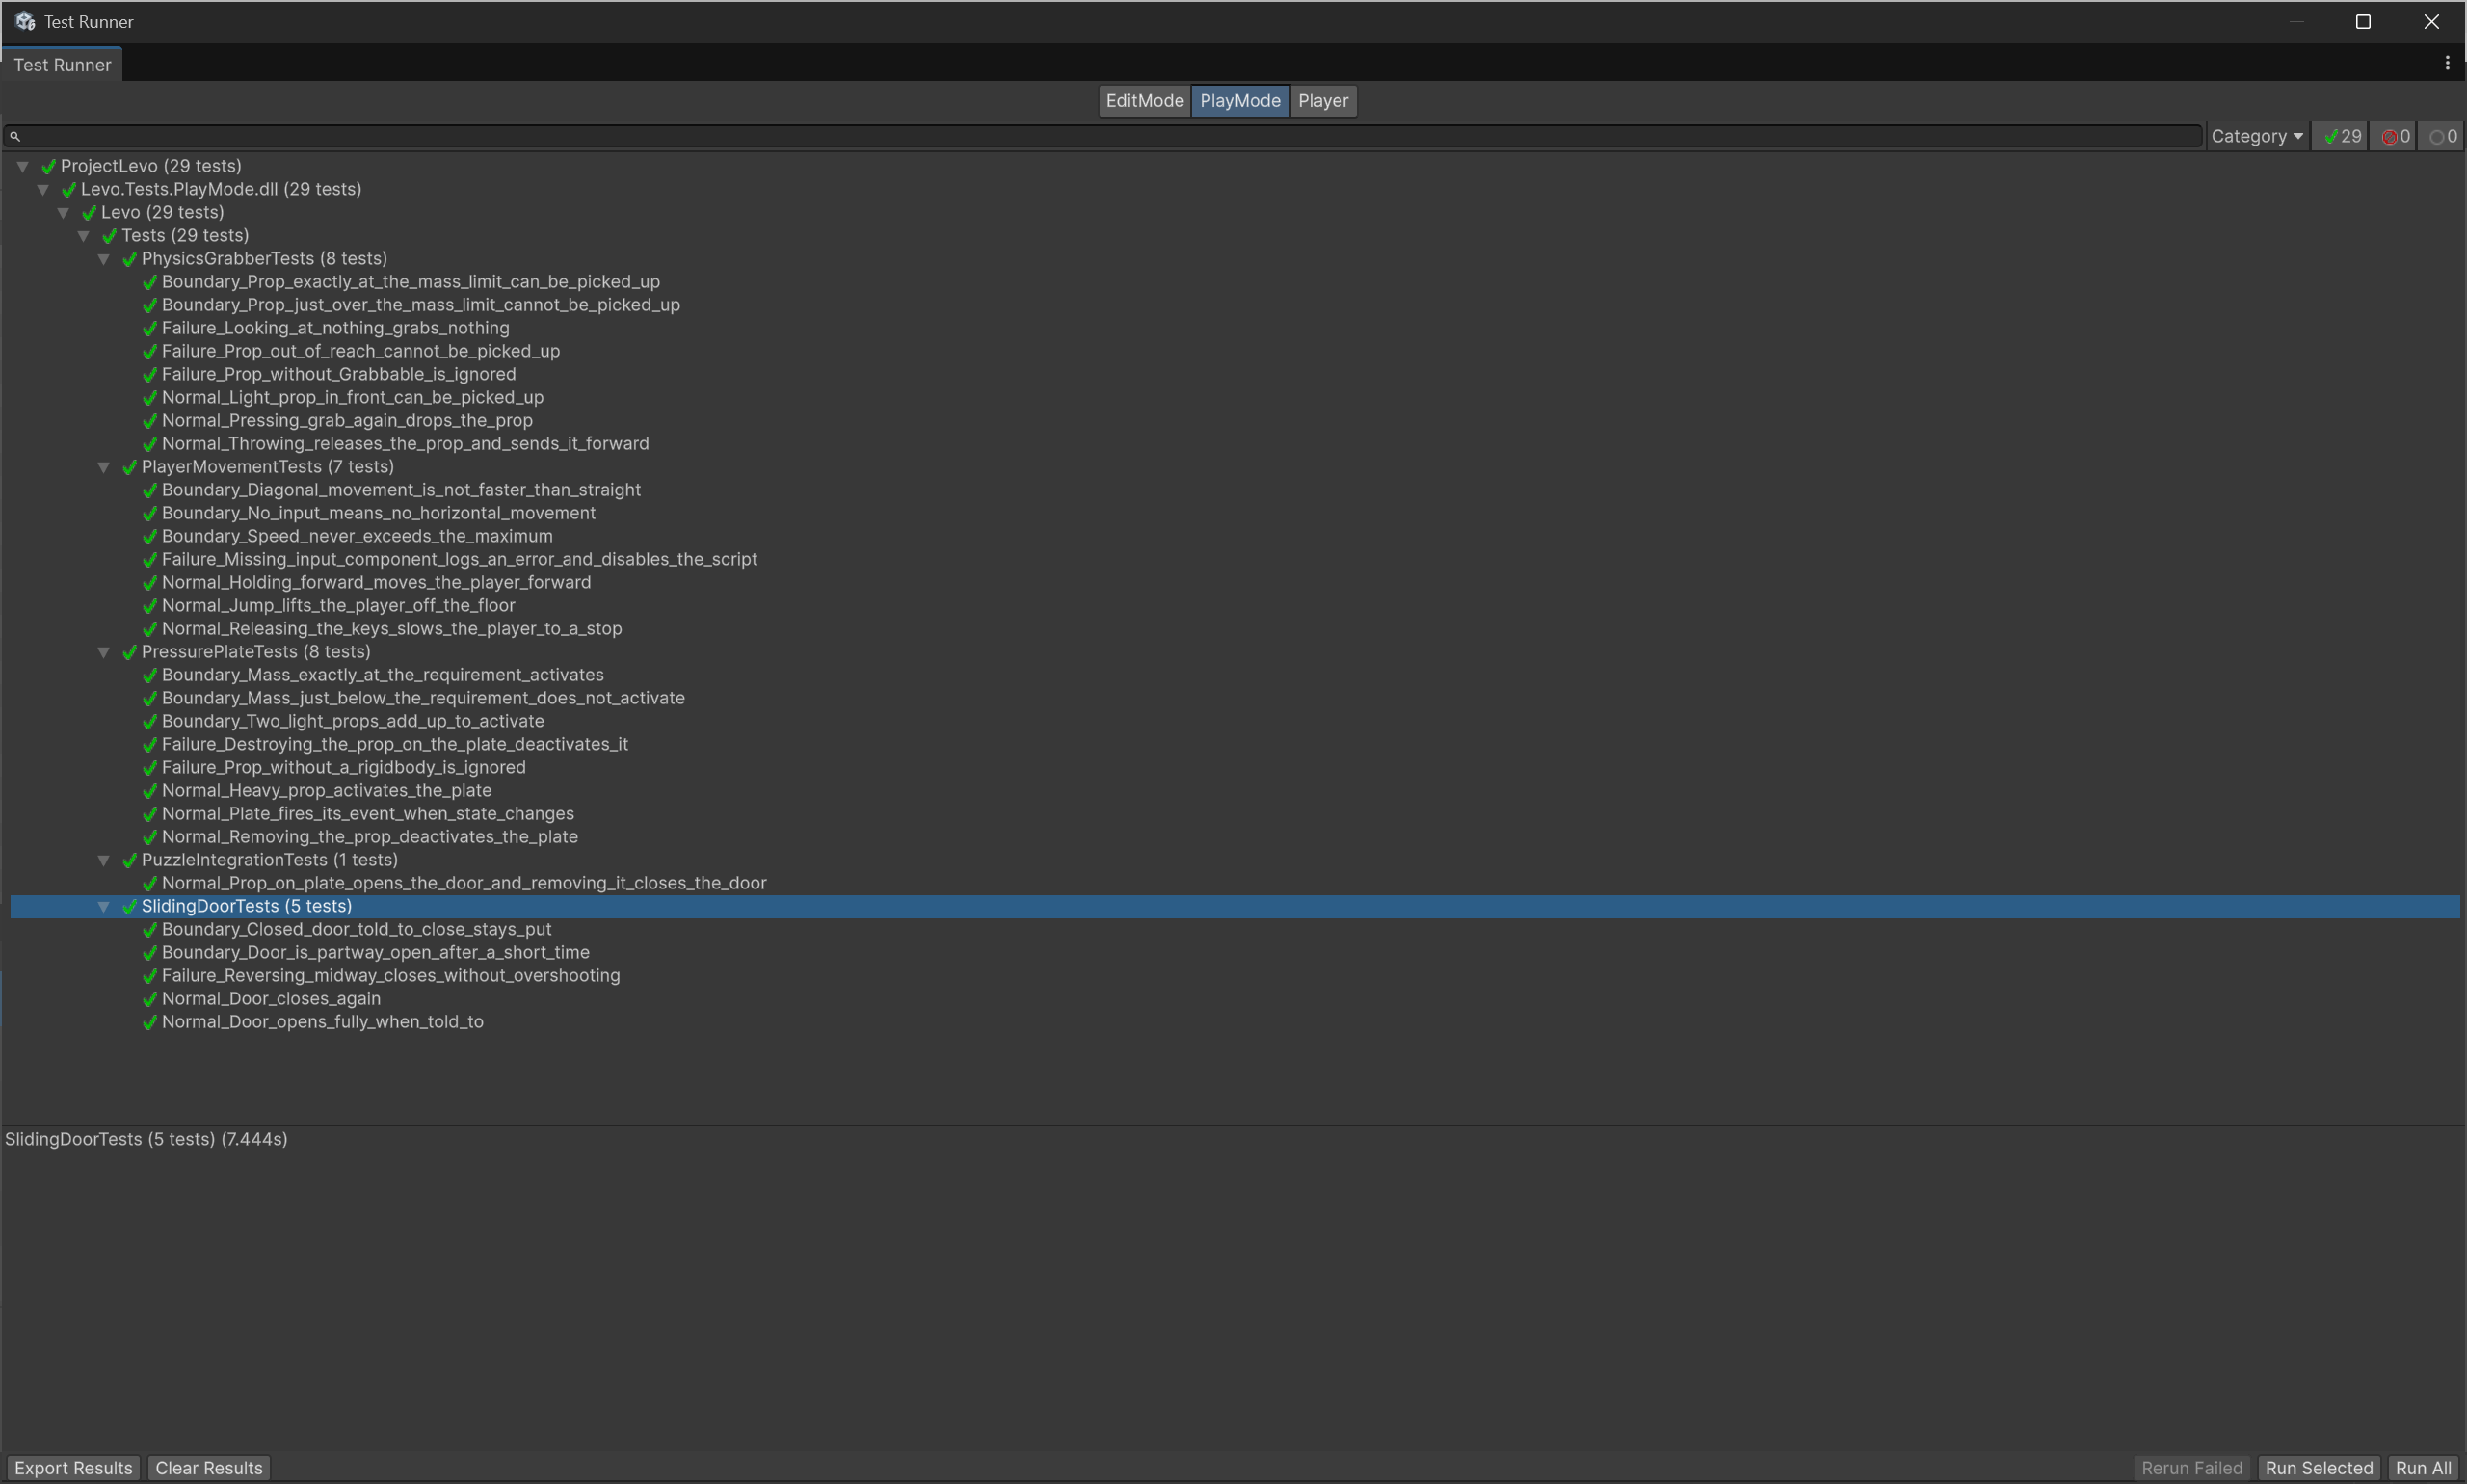 Test Runner
Test Runner
EditMode PlayMode Player
Category 29 0 0
ProjectLevo (29 tests)
Levo.Tests.PlayMode.dll (29 tests)
Levo (29 tests)
Tests (29 tests)
PhysicsGrabberTests (8 tests)
Boundary_Prop_exactly_at_the_mass_limit_can_be_picked_up
Boundary_Prop_just_over_the_mass_limit_cannot_be_picked_up
Failure_Looking_at_nothing_grabs_nothing
Failure_Prop_out_of_reach_cannot_be_picked_up
Failure_Prop_without_Grabbable_is_ignored
Normal_Light_prop_in_front_can_be_picked_up
Normal_Pressing_grab_again_drops_the_prop
Normal_Throwing_releases_the_prop_and_sends_it_forward
PlayerMovementTests (7 tests)
Boundary_Diagonal_movement_is_not_faster_than_straight
Boundary_No_input_means_no_horizontal_movement
Boundary_Speed_never_exceeds_the_maximum
Failure_Missing_input_component_logs_an_error_and_disables_the_script
Normal_Holding_forward_moves_the_player_forward
Normal_Jump_lifts_the_player_off_the_floor
Normal_Releasing_the_keys_slows_the_player_to_a_stop
PressurePlateTests (8 tests)
Boundary_Mass_exactly_at_the_requirement_activates
Boundary_Mass_just_below_the_requirement_does_not_activate
Boundary_Two_light_props_add_up_to_activate
Failure_Destroying_the_prop_on_the_plate_deactivates_it
Failure_Prop_without_a_rigidbody_is_ignored
Normal_Heavy_prop_activates_the_plate
Normal_Plate_fires_its_event_when_state_changes
Normal_Removing_the_prop_deactivates_the_plate
PuzzleIntegrationTests (1 tests)
Normal_Prop_on_plate_opens_the_door_and_removing_it_closes_the_door
SlidingDoorTests (5 tests)
Boundary_Closed_door_told_to_close_stays_put
Boundary_Door_is_partway_open_after_a_short_time
Failure_Reversing_midway_closes_without_overshooting
Normal_Door_closes_again
Normal_Door_opens_fully_when_told_to
SlidingDoorTests (5 tests) (7.444s)
Export Results Clear Results Rerun Failed Run Selected Run All